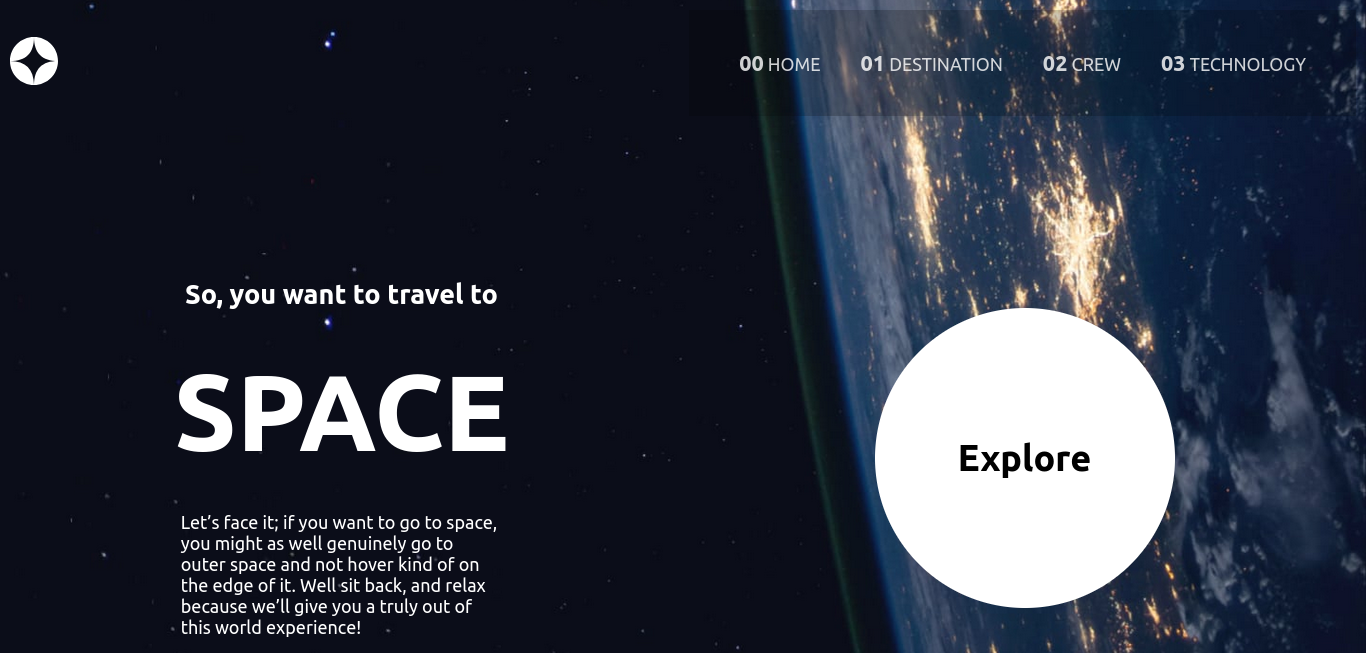 00 HOME 01 DESTINATION 02 CREW 03 TECHNOLOGY
So, you want to travel to
SPACE
Let’s face it; if you want to go to space,
you might as well genuinely go to
outer space and not hover kind of on
the edge of it. Well sit back, and relax
because we’ll give you a truly out of
this world experience!
Explore